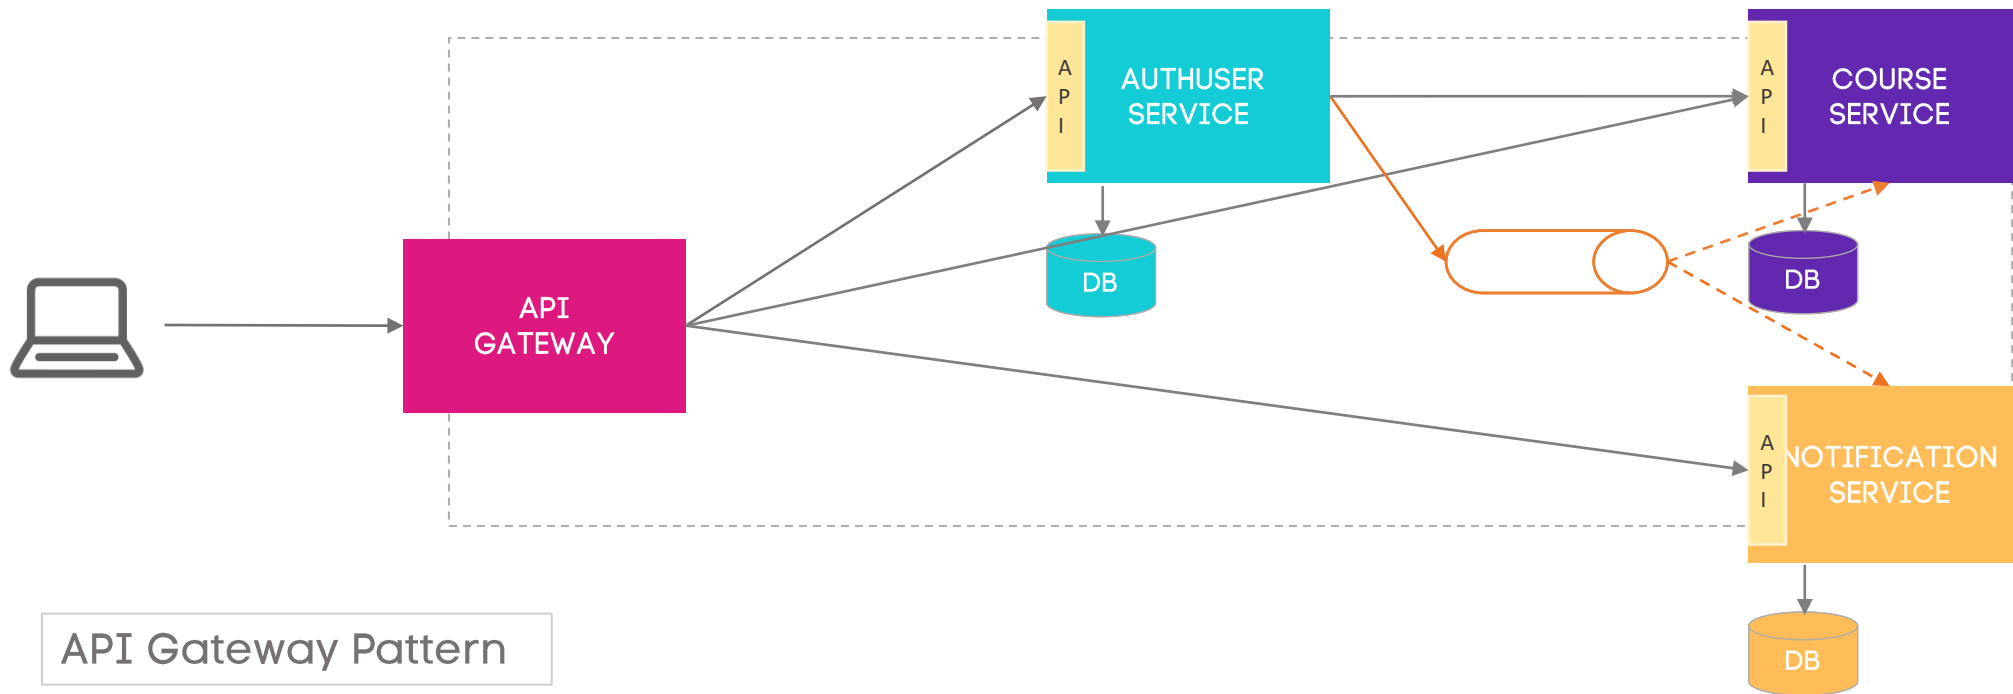 A
P
I
AUTHUSER
SERVICE
A
P
I
COURSE
SERVICE
DB
DB
API
GATEWAY
A
P
I
NOTIFICATION
SERVICE
DB
API Gateway Pattern